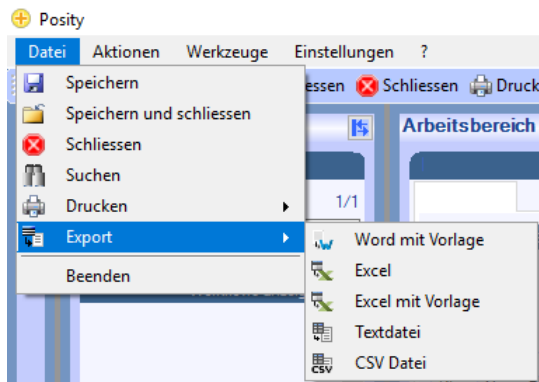 Posity
Datei Aktionen Werkzeuge Einstellungen ?
Speichern
Schliessen Druck
Speichern und schliessen
Arbeitsbereich
Schliessen
Suchen
Drucken
1/1
Export
Word mit Vorlage
Beenden
Excel
Excel mit Vorlage
Textdatei
CSV
CSV Datei